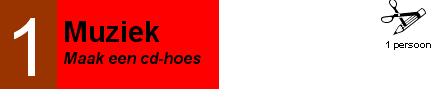 1
Muziek
Maak een cd-hoes
1 persoon